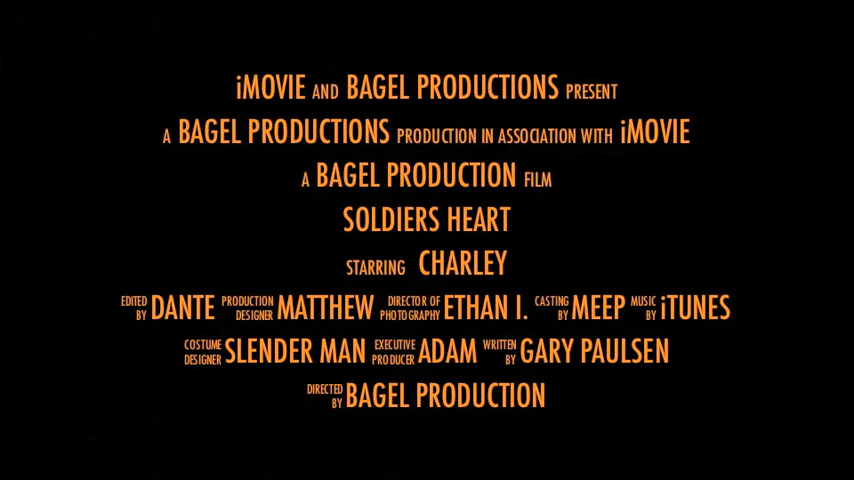 iMOVIE AND BAGEL PRODUCTIONS PRESENT
A BAGEL PRODUCTIONS PRODUCTION IN ASSOCIATION WITH iMOVIE
A BAGEL PRODUCTION FILM
SOLDIERS HEART
STARRING CHARLEY
EDITED BY DANTE PRODUCTION DESIGNER MATTHEW DIRECTOR OF PHOTOGRAPHY ETHAN I. CASTING BY MEEP MUSIC BY iTUNES
COSTUME DESIGNER SLENDER MAN EXECUTIVE PRODUCER ADAM WRITTEN BY GARY PAULSEN
DIRECTED BY BAGEL PRODUCTION